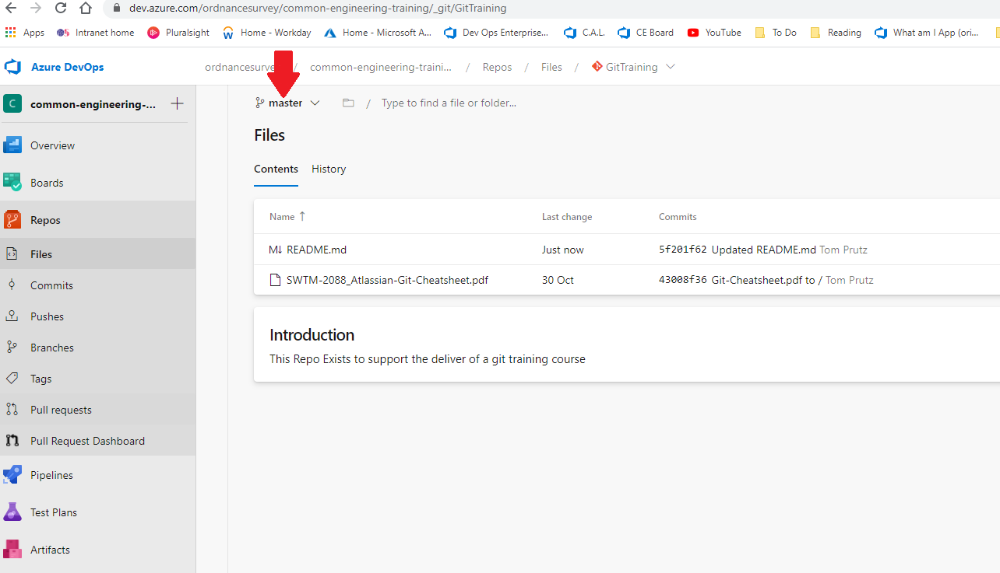 dev.azure.com/ordnancesurvey/common-engineering-training/_git/GitTraining
Apps Intranet home Pluralsight Home - Workday Home - Microsoft A... Dev Ops Enterprise... C.A.L. CE Board YouTube To Do Reading What am I App (ori...
Azure DevOps ordnancesurve / common-engineering-traini... / Repos / Files / GitTraining
C common-engineering-... +
master / Type to find a file or folder...
Files
Contents History
Name ↑ Last change Commits
M↓ README.md Just now 5f201f62 Updated README.md Tom Prutz
SWTM-2088_Atlassian-Git-Cheatsheet.pdf 30 Oct 43008f36 Git-Cheatsheet.pdf to / Tom Prutz
Introduction
This Repo Exists to support the deliver of a git training course
Overview
Boards
Repos
Files
Commits
Pushes
Branches
Tags
Pull requests
Pull Request Dashboard
Pipelines
Test Plans
Artifacts